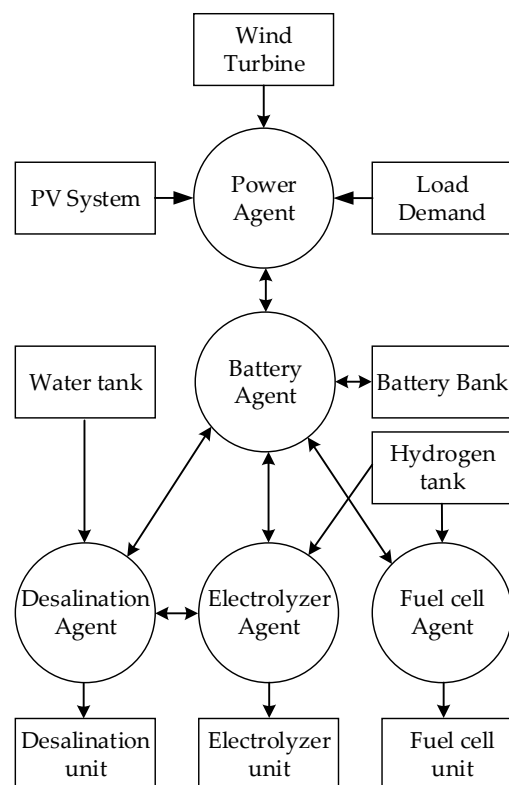 Wind
Turbine
PV System
Power
Agent
Load
Demand
Water tank
Battery
Agent
Battery Bank
Hydrogen
tank
Desalination
Agent
Electrolyzer
Agent
Fuel cell
Agent
Desalination
unit
Electrolyzer
unit
Fuel cell
unit